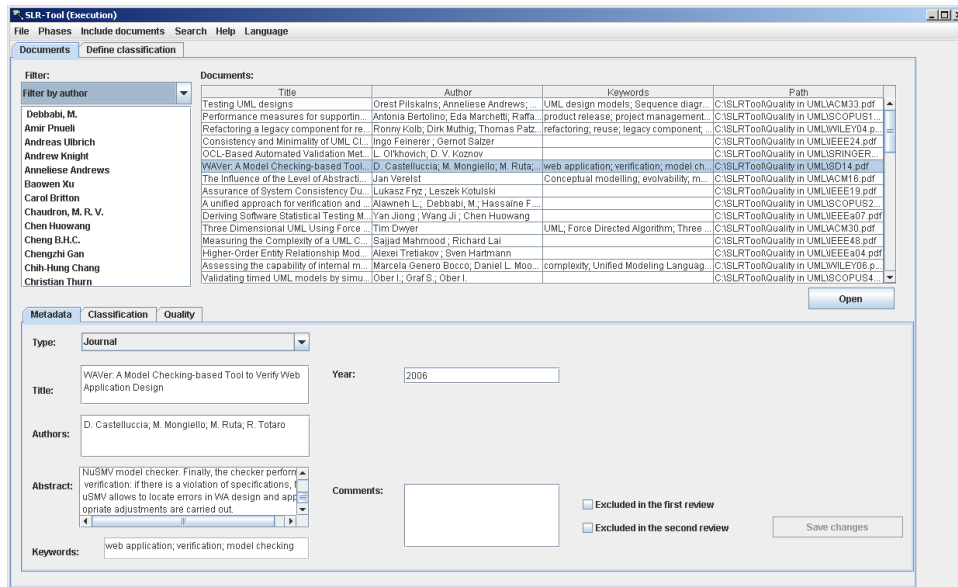 SLR-Tool (Execution)
File Phases Include documents Search Help Language
Documents Define classification
Filter:
Filter by author
Debbabi, M.
Amir Pnueli
Andreas Ulbrich
Andrew Knight
Anneliese Andrews
Baowen Xu
Carol Britton
Chaudron, M. R. V.
Chen Huowang
Cheng B.H.C.
Chengzhi Gan
Chih-Hung Chang
Christian Thurn
Documents:
Title Author Keywords Path
Testing UML designs Orest Pilskalns; Anneliese Andrews; ... UML design models; Sequence diagr... C:\SLRTool\Quality in UML\ACM33.pdf
Performance measures for supportin... Antonia Bertolino; Eda Marchetti; Raffa... product release; project management... C:\SLRTool\Quality in UML\SCOPUS1...
Refactoring a legacy component for re... Ronny Kolb; Dirk Muthig; Thomas Patz... refactoring; reuse; legacy component; ... C:\SLRTool\Quality in UML\WILEY04.p...
Consistency and Minimality of UML Cl... Ingo Feinerer ; Gernot Salzer C:\SLRTool\Quality in UML\IEEE24.pdf
OCL-Based Automated Validation Met... L. Ol'khovich; D. V. Koznov C:\SLRTool\Quality in UML\SRINGER...
WAVer: A Model Checking-based Tool... D. Castelluccia; M. Mongiello; M. Ruta;... web application; verification; model ch... C:\SLRTool\Quality in UML\SD14.pdf
The Influence of the Level of Abstracti... Jan Verelst Conceptual modelling; evolvability; m... C:\SLRTool\Quality in UML\ACM16.pdf
Assurance of System Consistency Du... Lukasz Fryz ; Leszek Kotulski C:\SLRTool\Quality in UML\IEEE19.pdf
A unified approach for verification and ... Alawneh L.; Debbabi, M.; Hassaïne F.... C:\SLRTool\Quality in UML\SCOPUS2...
Deriving Software Statistical Testing M... Yan Jiong ; Wang Ji ; Chen Huowang C:\SLRTool\Quality in UML\IEEEa07.pdf
Three Dimensional UML Using Force ... Tim Dwyer UML; Force Directed Algorithm; Three ... C:\SLRTool\Quality in UML\ACM30.pdf
Measuring the Complexity of a UML C... Sajjad Mahmood ; Richard Lai C:\SLRTool\Quality in UML\IEEE48.pdf
Higher-Order Entity Relationship Mod... Alexei Tretiakov ; Sven Hartmann C:\SLRTool\Quality in UML\IEEEa04.pdf
Assessing the capability of internal m... Marcela Genero Bocco; Daniel L. Moo... complexity; Unified Modeling Languag... C:\SLRTool\Quality in UML\WILEY06.p...
Validating timed UML models by simu... Ober I.; Graf S.; Ober I. C:\SLRTool\Quality in UML\SCOPUS4...
Open
Metadata Classification Quality
Type: Journal
Title: WAVer: A Model Checking-based Tool to Verify Web
Application Design
Year: 2006
Authors: D. Castelluccia; M. Mongiello; M. Ruta; R. Totaro
Abstract: NuSMV model checker. Finally, the checker perform
verification: if there is a violation of specifications,
uSMV allows to locate errors in WA design and app
opriate adjustments are carried out.
Comments:
Excluded in the first review
Excluded in the second review
Save changes
Keywords: web application; verification; model checking